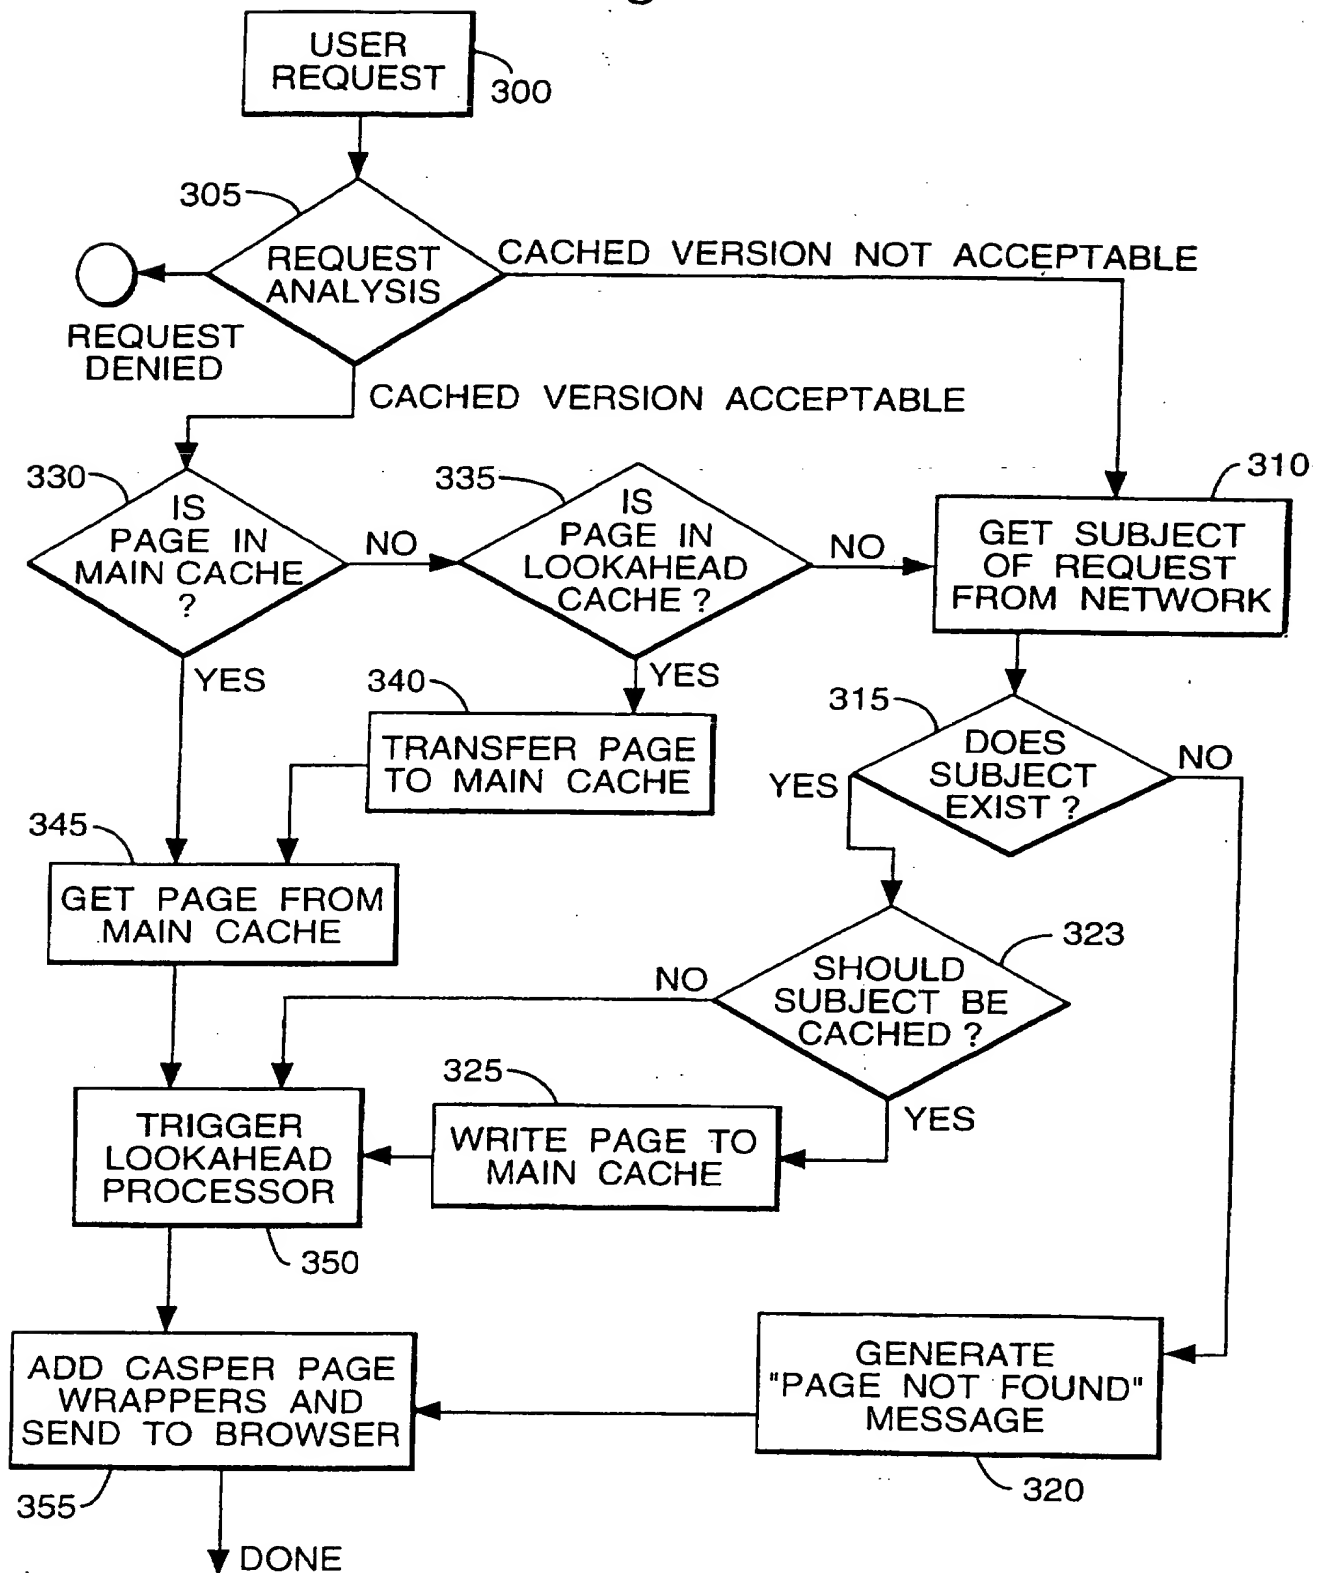 USER
REQUEST
300
305
REQUEST
ANALYSIS
CACHED VERSION NOT ACCEPTABLE
REQUEST
DENIED
CACHED VERSION ACCEPTABLE
330
IS
PAGE IN
MAIN CACHE
?
NO
335
IS
PAGE IN
LOOKAHEAD
CACHE ?
NO
310
GET SUBJECT
OF REQUEST
FROM NETWORK
YES
YES
340
TRANSFER PAGE
TO MAIN CACHE
315
DOES
SUBJECT
EXIST ?
YES
NO
345
GET PAGE FROM
MAIN CACHE
323
SHOULD
SUBJECT BE
CACHED ?
NO
YES
325
WRITE PAGE TO
MAIN CACHE
TRIGGER
LOOKAHEAD
PROCESSOR
350
ADD CASPER PAGE
WRAPPERS AND
SEND TO BROWSER
355
GENERATE
"PAGE NOT FOUND"
MESSAGE
320
DONE